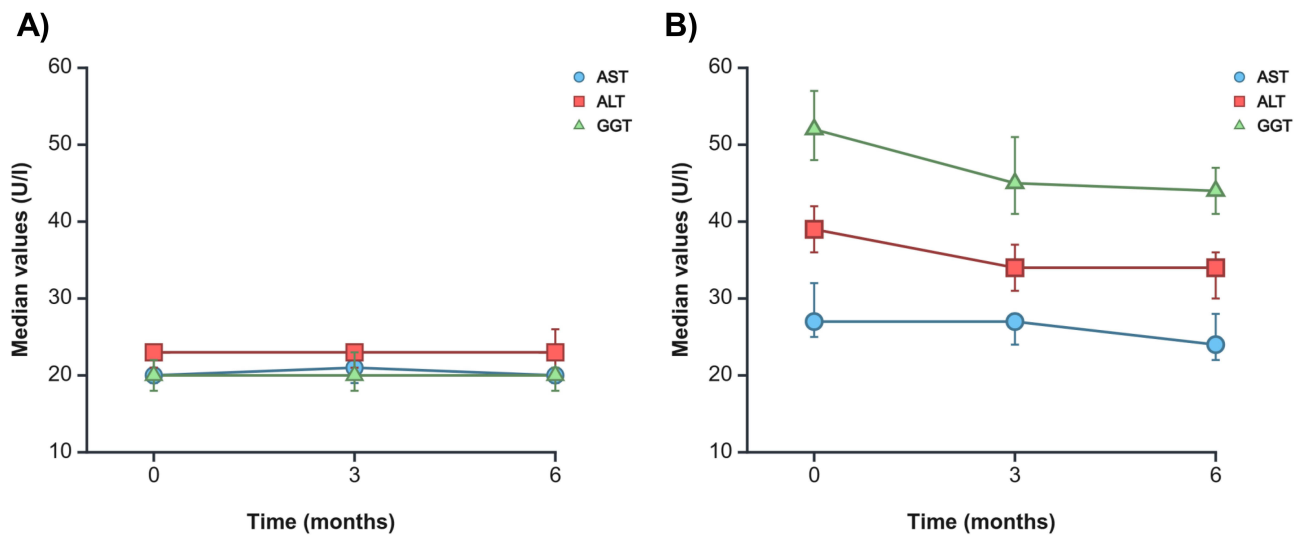 A)
60
50
40
30
20
10
0
3
6
Median values (U/l)
Time (months)
AST
ALT
GGT
B)
60
50
40
30
20
10
0
3
6
Median values (U/l)
Time (months)
AST
ALT
GGT